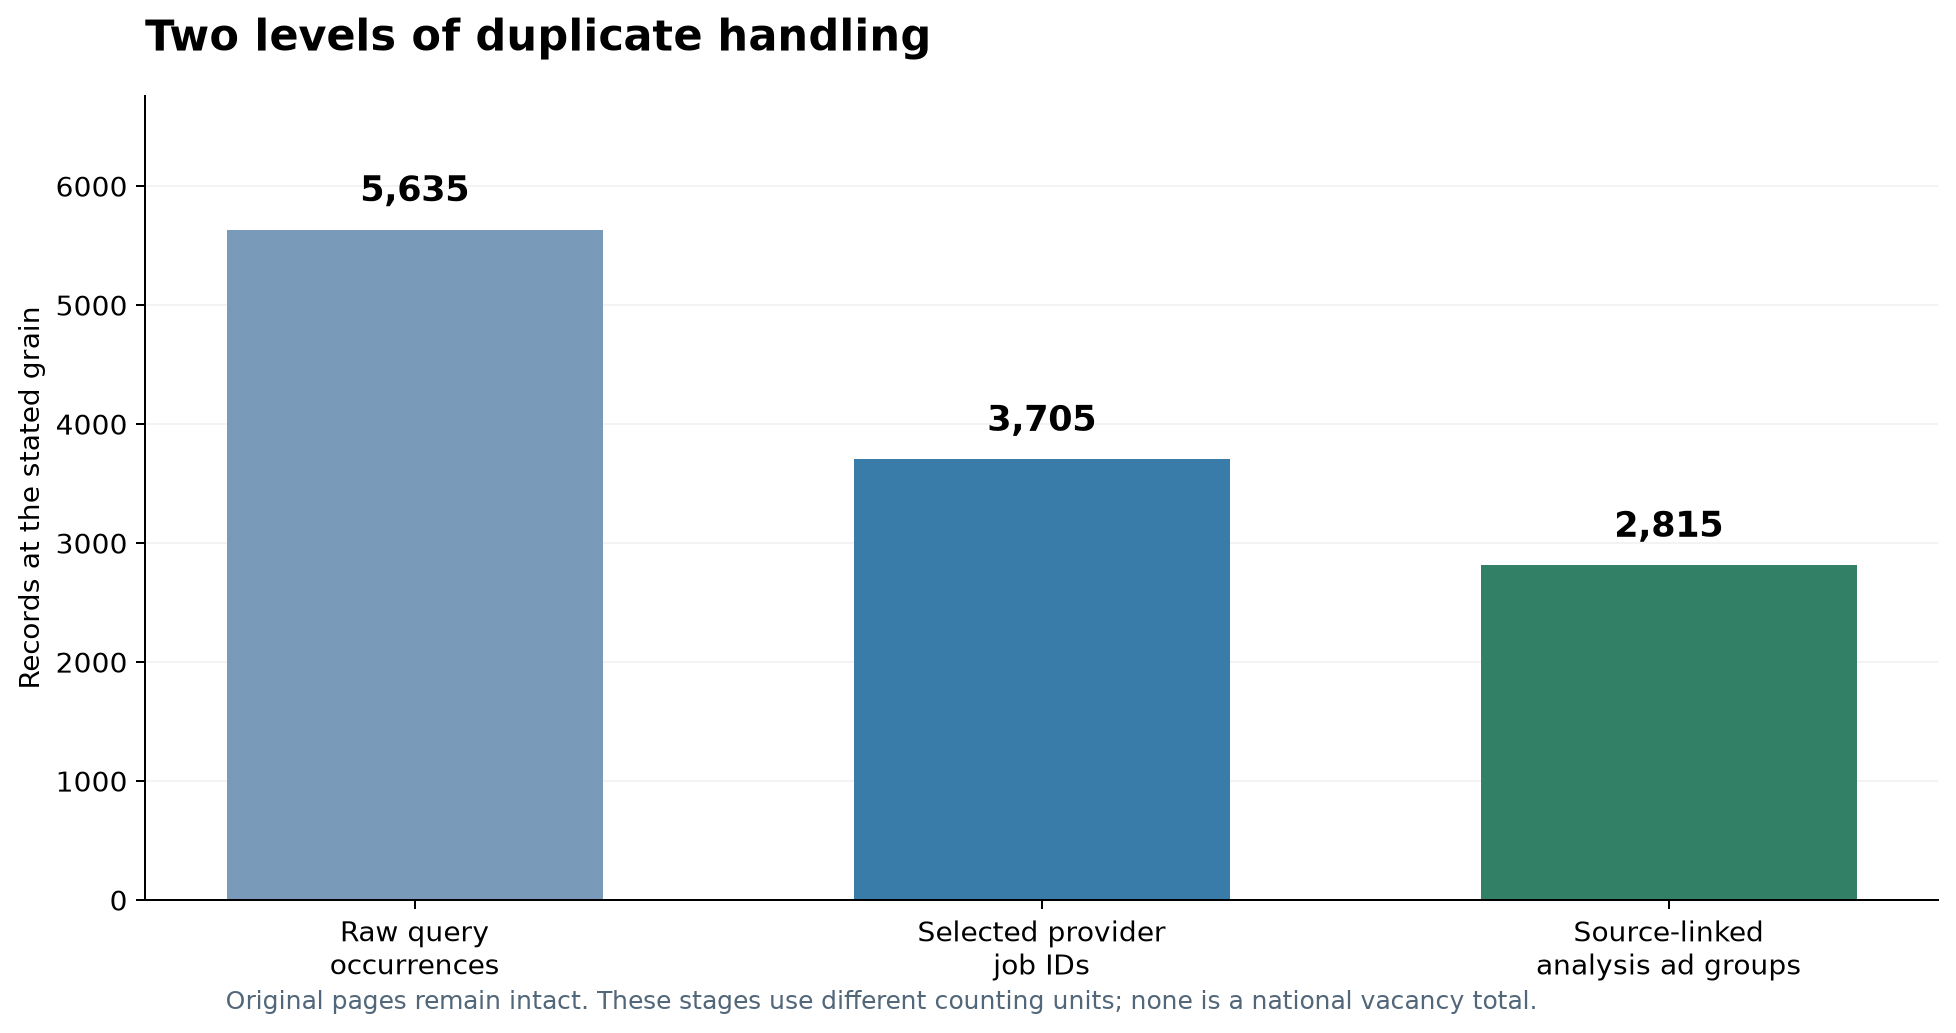 Two levels of duplicate handling
Records at the stated grain
6000
5000
4000
3000
2000
1000
0
5,635
3,705
2,815
Raw query
occurrences
Selected provider
job IDs
Source-linked
analysis ad groups
Original pages remain intact. These stages use different counting units; none is a national vacancy total.